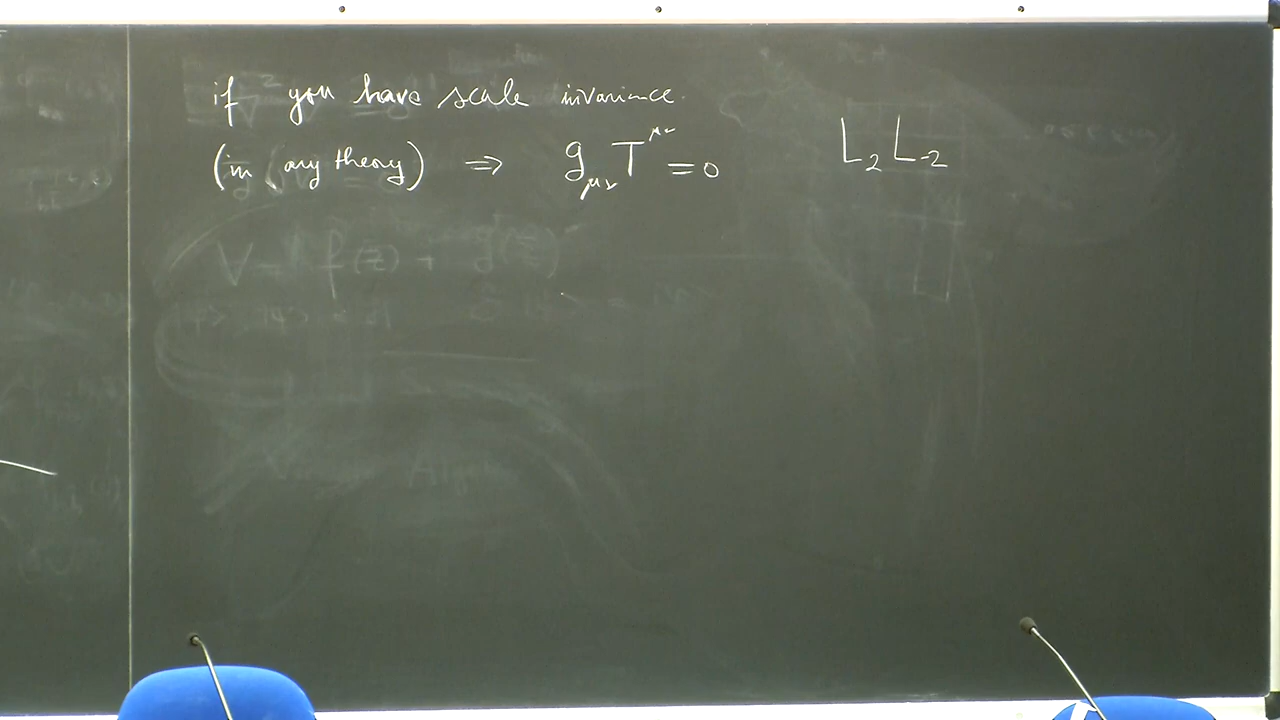 if you have scale invariance.
(in any theory) ⇒ g_{μν} T^{μν} = 0
L_2 L_{-2}